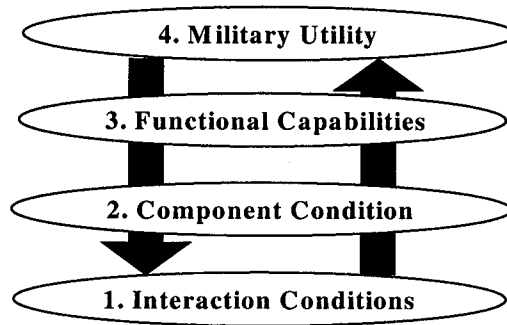 4. Military Utility
3. Functional Capabilities
2. Component Condition
1. Interaction Conditions